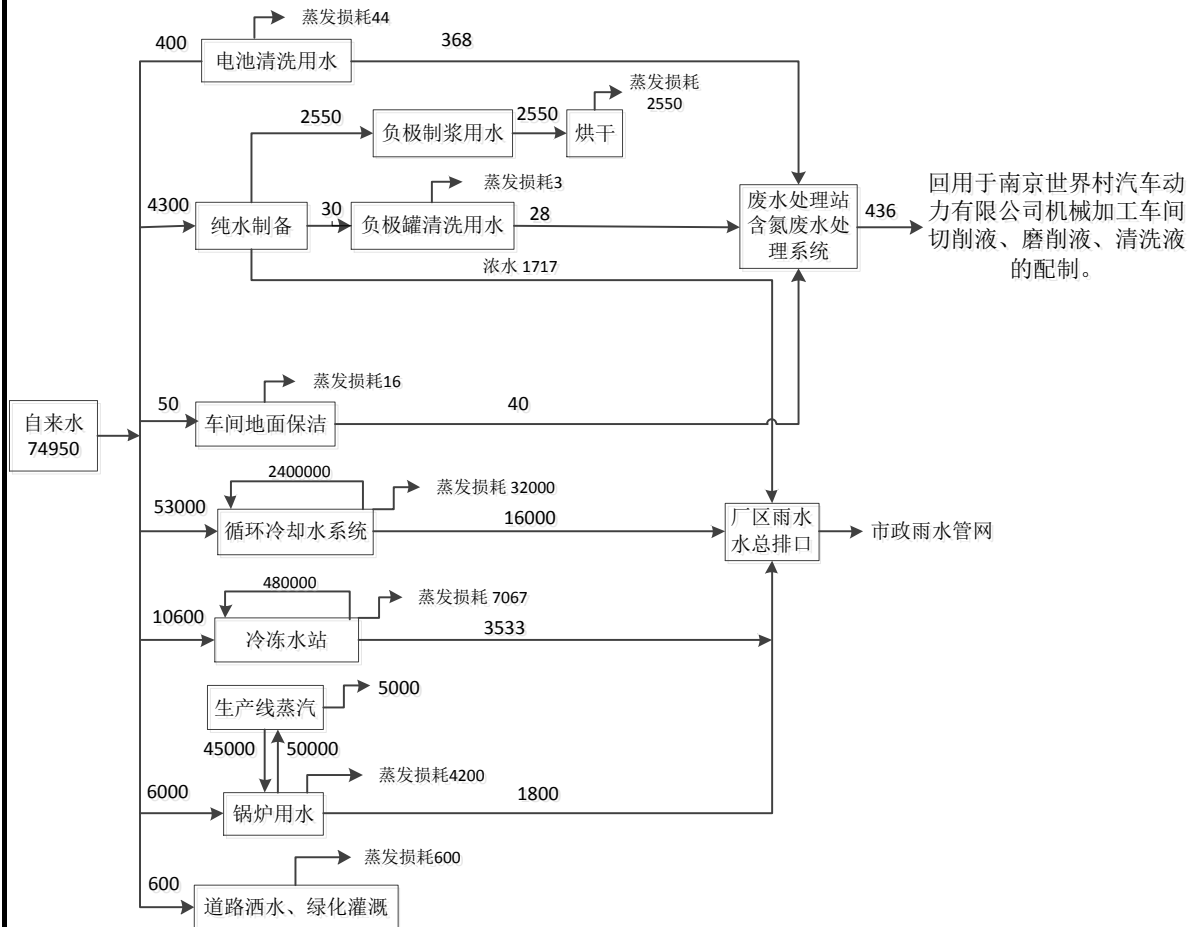 蒸发损耗44
400
电池清洗用水
368
蒸发损耗
2550
2550
负极制浆用水
2550
烘干
蒸发损耗3
4300
纯水制备
30
负极罐清洗用水
28
浓水 1717
废水处理站
含氮废水处
理系统
436
回用于南京世界村汽车动
力有限公司机械加工车间
切削液、磨削液、清洗液
的配制。
自来水
74950
蒸发损耗16
50
车间地面保洁
40
2400000
蒸发损耗 32000
53000
循环冷却水系统
16000
厂区雨水
水总排口
市政雨水管网
480000
蒸发损耗 7067
10600
冷冻水站
3533
生产线蒸汽
5000
45000
50000
蒸发损耗4200
6000
锅炉用水
1800
蒸发损耗600
600
道路洒水、绿化灌溉